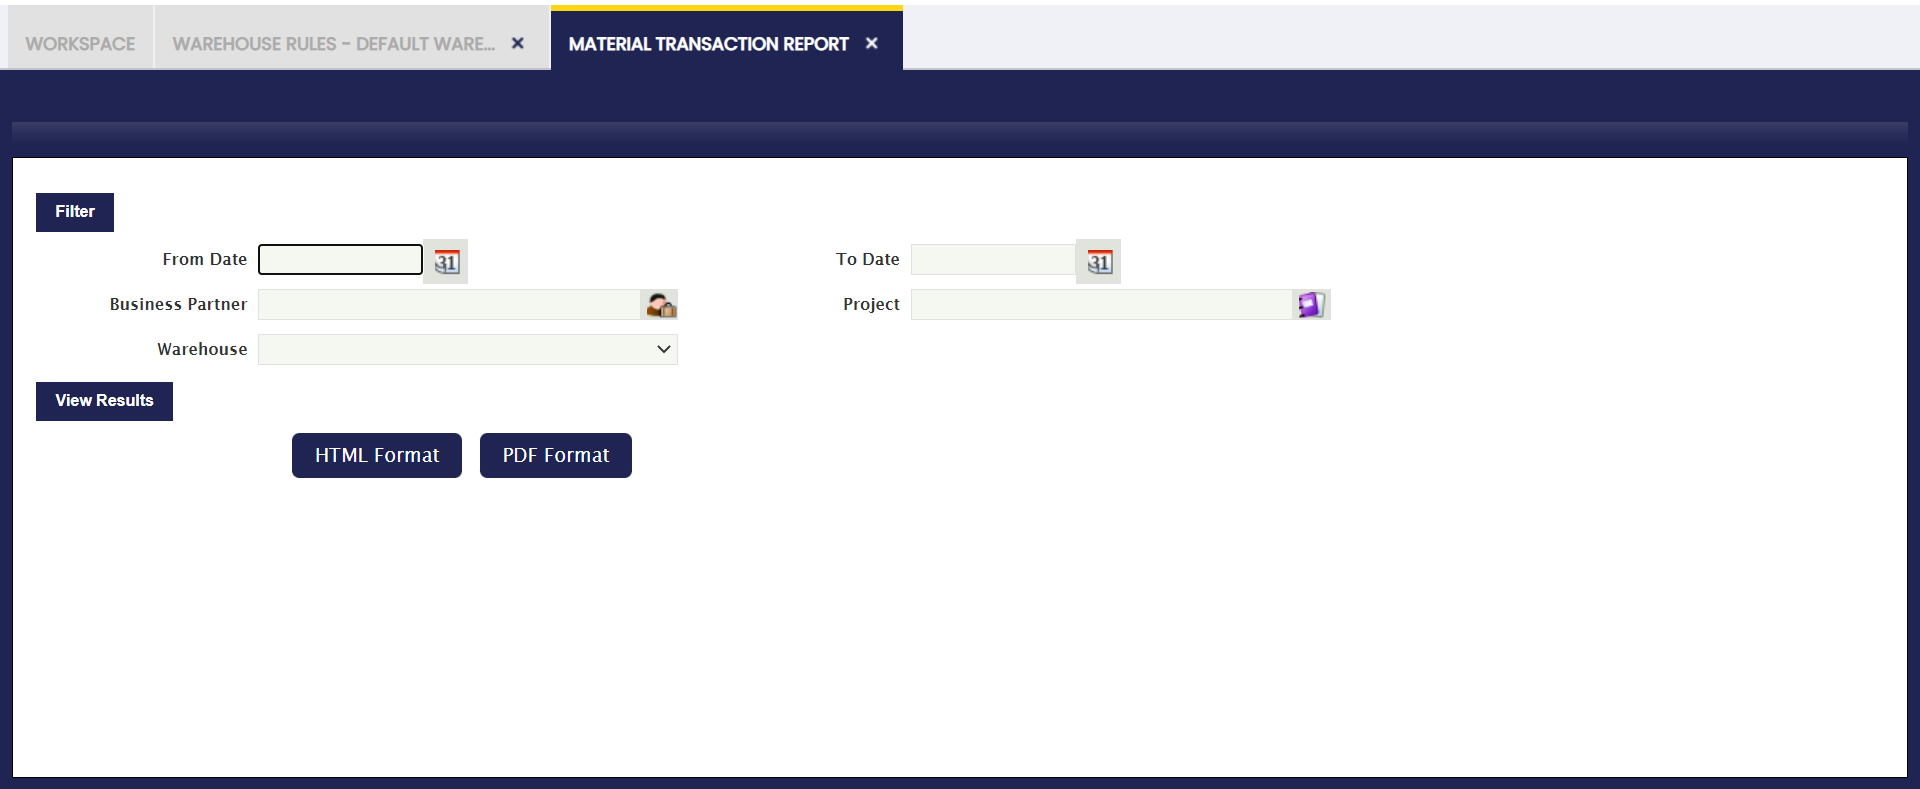 WORKSPACE
WAREHOUSE RULES - DEFAULT WARE...
MATERIAL TRANSACTION REPORT
Filter
From Date
31
To Date
31
Business Partner
Project
Warehouse
View Results
HTML Format
PDF Format